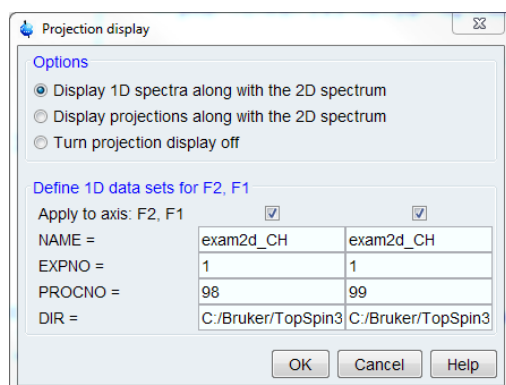 Projection display
Options
Display 1D spectra along with the 2D spectrum
Display projections along with the 2D spectrum
Turn projection display off
Define 1D data sets for F2, F1
Apply to axis: F2, F1
NAME = exam2d_CH exam2d_CH
EXPNO = 1 1
PROCNO = 98 99
DIR = C:/Bruker/TopSpin3 C:/Bruker/TopSpin3
OK Cancel Help